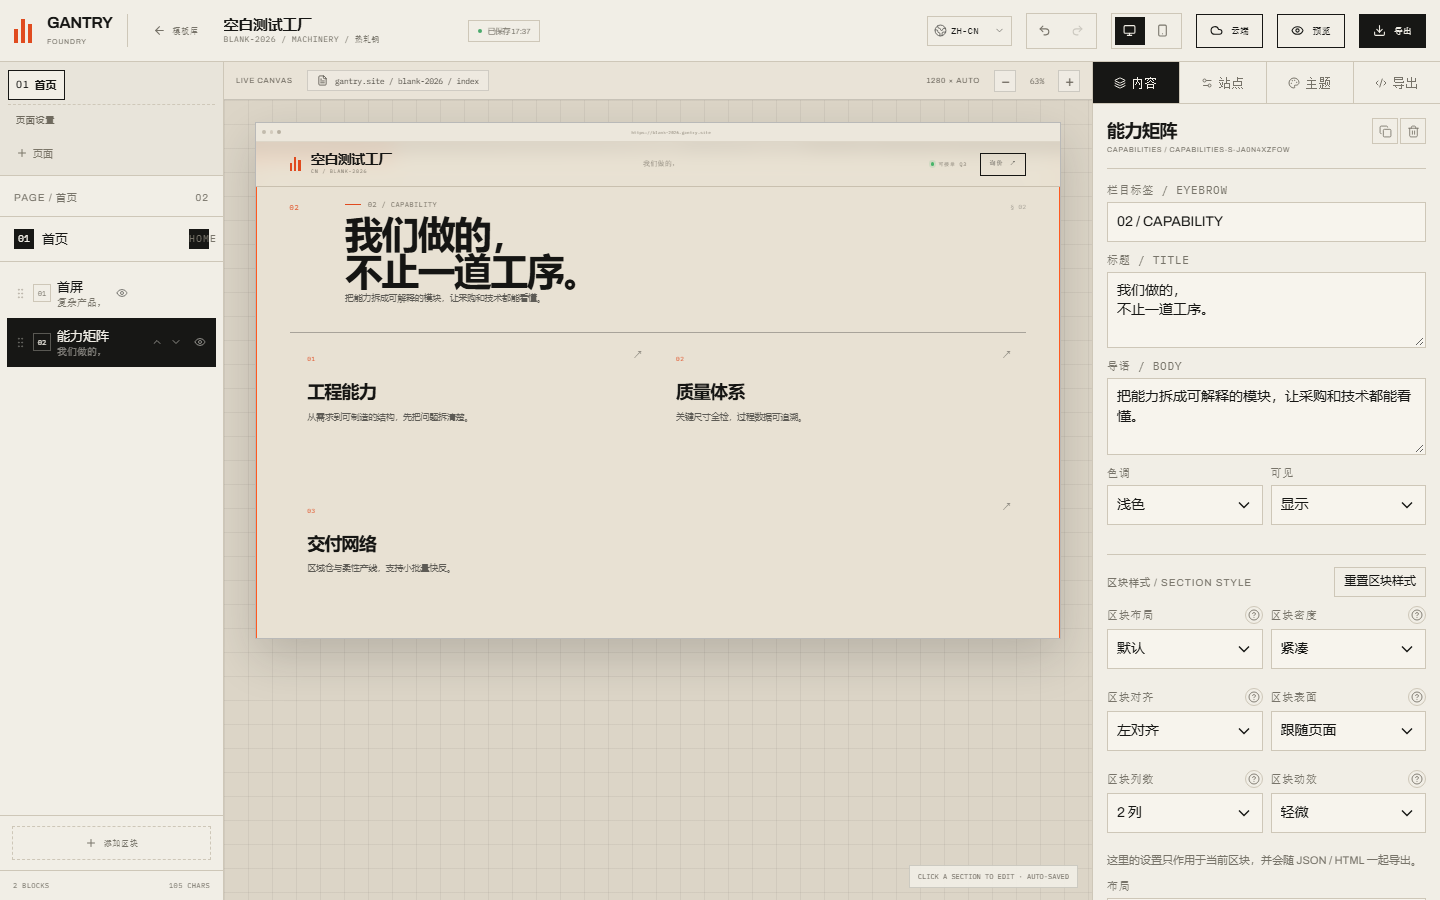 GANTRY
FOUNDRY
模板库
空白测试工厂
BLANK-2026 / MACHINERY / 热轧钢
已保存 17:37
ZH-CN
云端
预览
导出
01 首页
页面设置
页面
PAGE / 首页
02
01
首页
HOME
01
首屏
复杂产品，
02
能力矩阵
我们做的，
添加区块
2 BLOCKS
105 CHARS
LIVE CANVAS
gantry.site / blank-2026 / index
1280 × AUTO
63%
https://blank-2026.gantry.site
空白测试工厂
CN / BLANK-2026
我们做的，
可接单 Q3
询价 ↗
02
02 / CAPABILITY
§ 02
我们做的，
不止一道工序。
把能力拆成可解释的模块，让采购和技术都能看懂。
01
↗
工程能力
从需求到可制造的结构，先把问题拆清楚。
02
↗
质量体系
关键尺寸全检，过程数据可追溯。
03
↗
交付网络
区域仓与柔性产线，支持小批量快反。
CLICK A SECTION TO EDIT · AUTO-SAVED
内容
站点
主题
导出
能力矩阵
CAPABILITIES / CAPABILITIES-S-JA0N4XZFOW
栏目标签 / EYEBROW
02 / CAPABILITY
标题 / TITLE
我们做的，
不止一道工序。
导语 / BODY
把能力拆成可解释的模块，让采购和技术都能看
懂。
色调
可见
浅色
显示
区块样式 / SECTION STYLE
重置区块样式
区块布局
区块密度
默认
紧凑
区块对齐
区块表面
左对齐
跟随页面
区块列数
区块动效
2 列
轻微
这里的设置只作用于当前区块，并会随 JSON / HTML 一起导出。
布局